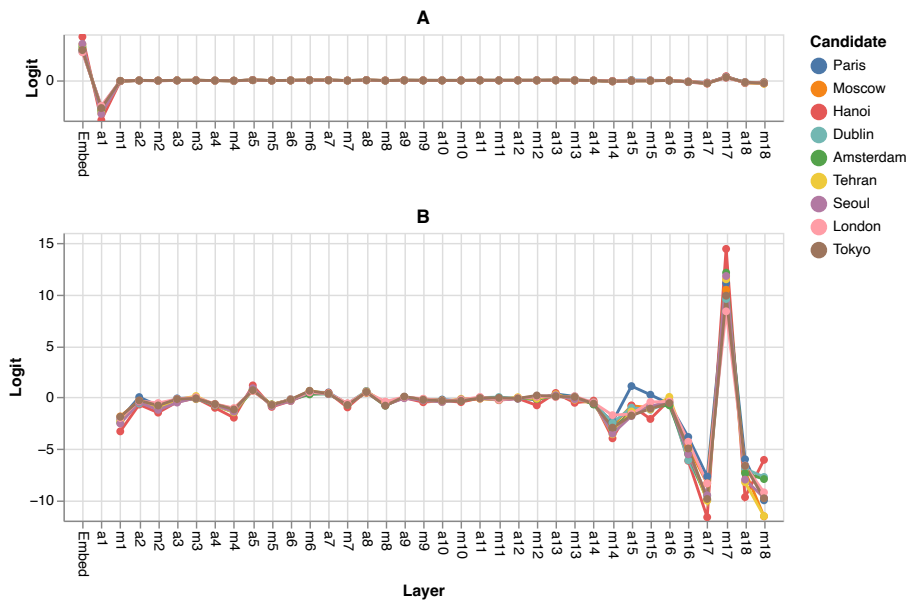 A
Logit
0
Embed a1 m1 a2 m2 a3 m3 a4 m4 a5 m5 a6 m6 a7 m7 a8 m8 a9 m9 a10 m10 a11 m11 a12 m12 a13 m13 a14 m14 a15 m15 a16 m16 a17 m17 a18 m18
Candidate
Paris
Moscow
Hanoi
Dublin
Amsterdam
Tehran
Seoul
London
Tokyo
B
Logit
15
10
5
0
−5
−10
Embed a1 m1 a2 m2 a3 m3 a4 m4 a5 m5 a6 m6 a7 m7 a8 m8 a9 m9 a10 m10 a11 m11 a12 m12 a13 m13 a14 m14 a15 m15 a16 m16 a17 m17 a18 m18
Layer